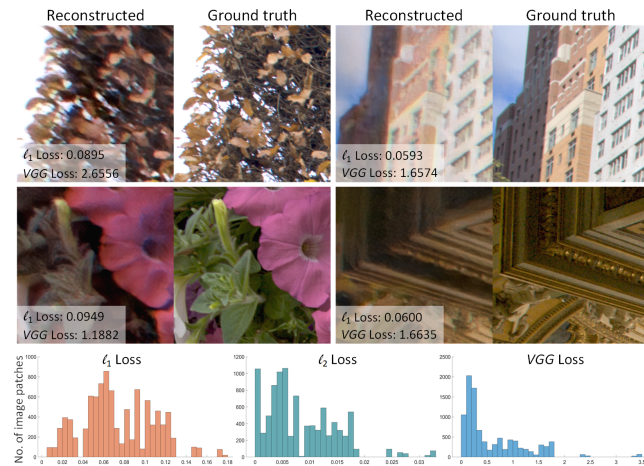 Reconstructed Ground truth Reconstructed Ground truth
ℓ1 Loss: 0.0895
VGG Loss: 2.6556
ℓ1 Loss: 0.0593
VGG Loss: 1.6574
ℓ1 Loss: 0.0949
VGG Loss: 1.1882
ℓ1 Loss: 0.0600
VGG Loss: 1.6635
ℓ1 Loss ℓ2 Loss VGG Loss
No. of image patches
1000
800
600
400
200
0
0 0.02 0.04 0.06 0.08 0.1 0.12 0.14 0.16 0.18
1200
1000
800
600
400
200
0
0 0.005 0.01 0.015 0.02 0.025 0.03
2500
2000
1500
1000
500
0
0 0.5 1 1.5 2 2.5 3 3.5